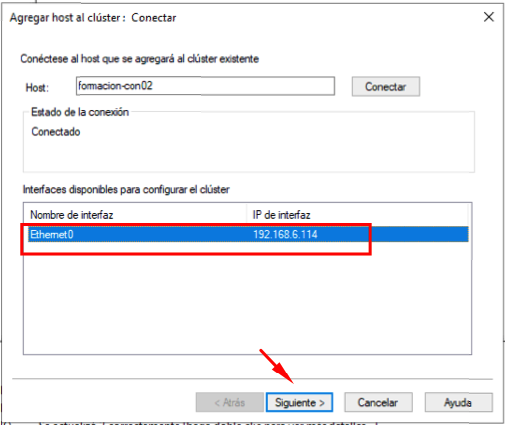 Agregar host al clúster : Conectar
Conéctese al host que se agregará al clúster existente
Host: formacion-con02 Conectar
Estado de la conexión
Conectado
Interfaces disponibles para configurar el clúster
Nombre de interfaz IP de interfaz
Ethernet0 192.168.6.114
< Atrás Siguiente > Cancelar Ayuda